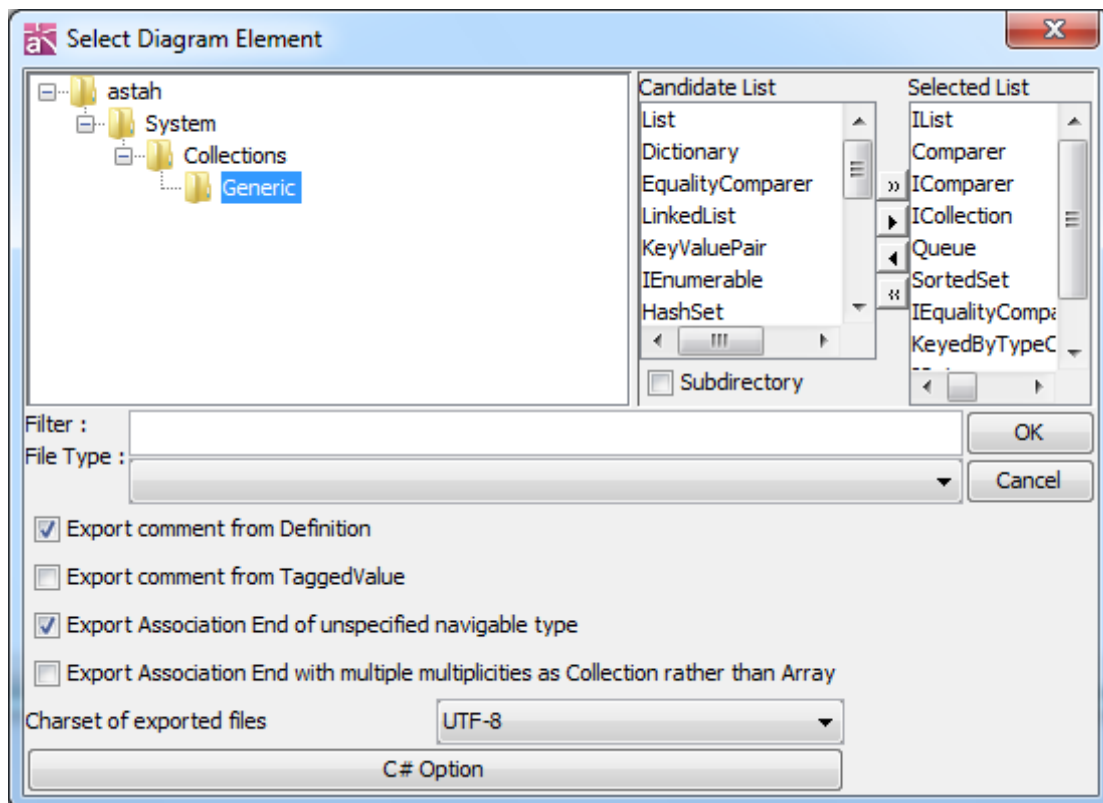 Select Diagram Element
astah
System
Collections
Generic
Candidate List
List
Dictionary
EqualityComparer
LinkedList
KeyValuePair
IEnumerable
HashSet
Subdirectory
Selected List
IList
Comparer
IComparer
ICollection
Queue
SortedSet
IEqualityCompa
KeyedByTypeC
Filter :
OK
File Type :
Cancel
Export comment from Definition
Export comment from TaggedValue
Export Association End of unspecified navigable type
Export Association End with multiple multiplicities as Collection rather than Array
Charset of exported files UTF-8
C# Option